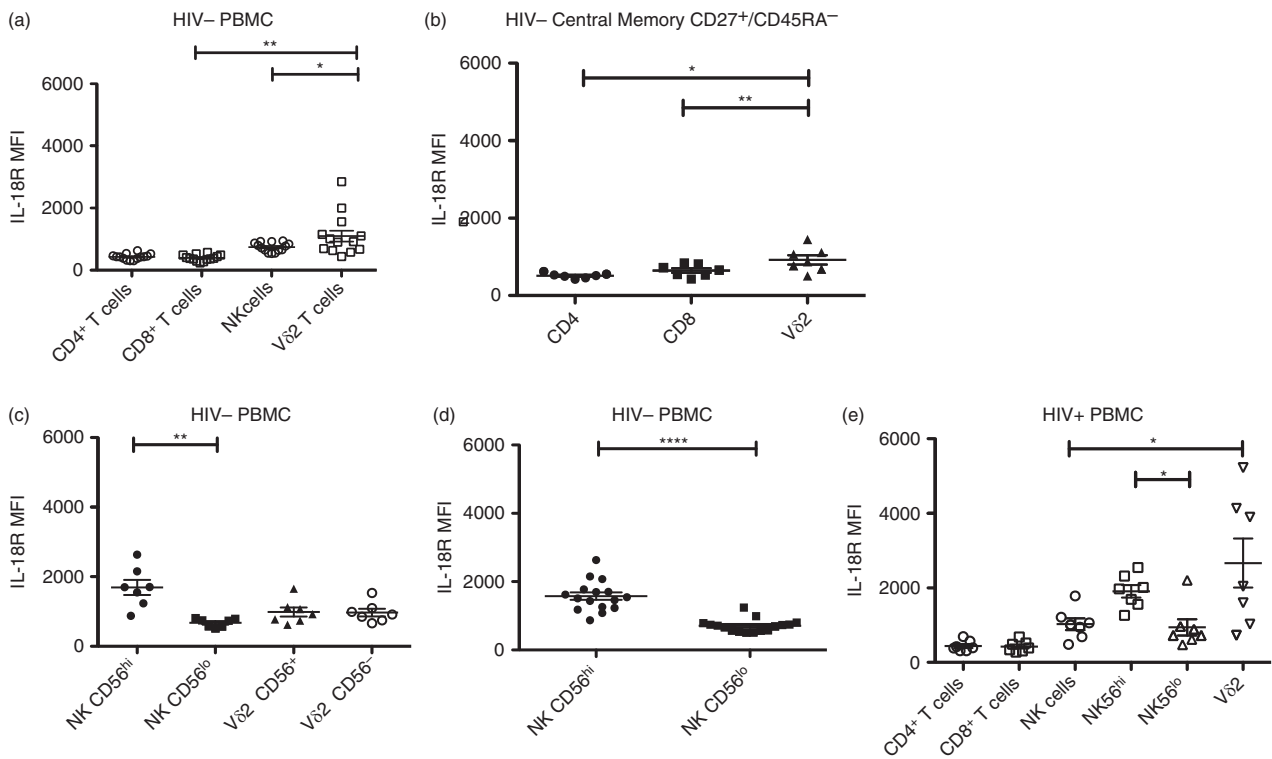 (a)
HIV– PBMC
**
*
6000
4000
2000
0
IL-18R MFI
CD4⁺ T cells
CD8⁺ T cells
NKcells
Vδ2 T cells
(b)
HIV– Central Memory CD27⁺/CD45RA⁻
*
**
6000
4000
2000
0
IL-18R MFI
CD4
CD8
Vδ2
(c)
HIV– PBMC
**
6000
4000
2000
0
IL-18R MFI
NK CD56ʰⁱ
NK CD56ˡᵒ
Vδ2 CD56⁺
Vδ2 CD56⁻
(d)
HIV– PBMC
****
6000
4000
2000
0
IL-18R MFI
NK CD56ʰⁱ
NK CD56ˡᵒ
(e)
HIV+ PBMC
*
*
6000
4000
2000
0
IL-18R MFI
CD4⁺ T cells
CD8⁺ T cells
NK cells
NK56ʰⁱ
NK56ˡᵒ
Vδ2